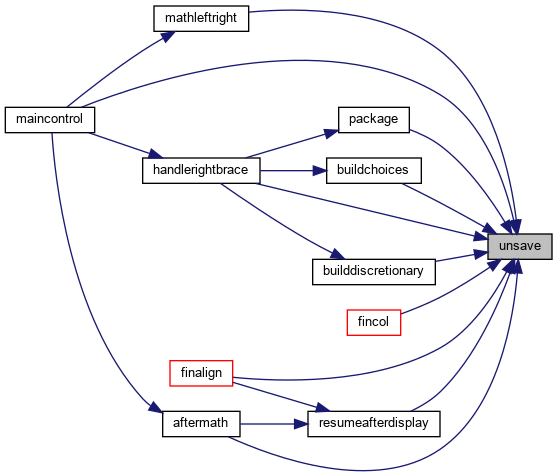 mathleftright
maincontrol
package
handlerightbrace
buildchoices
unsave
builddiscretionary
fincol
finalign
aftermath
resumeafterdisplay